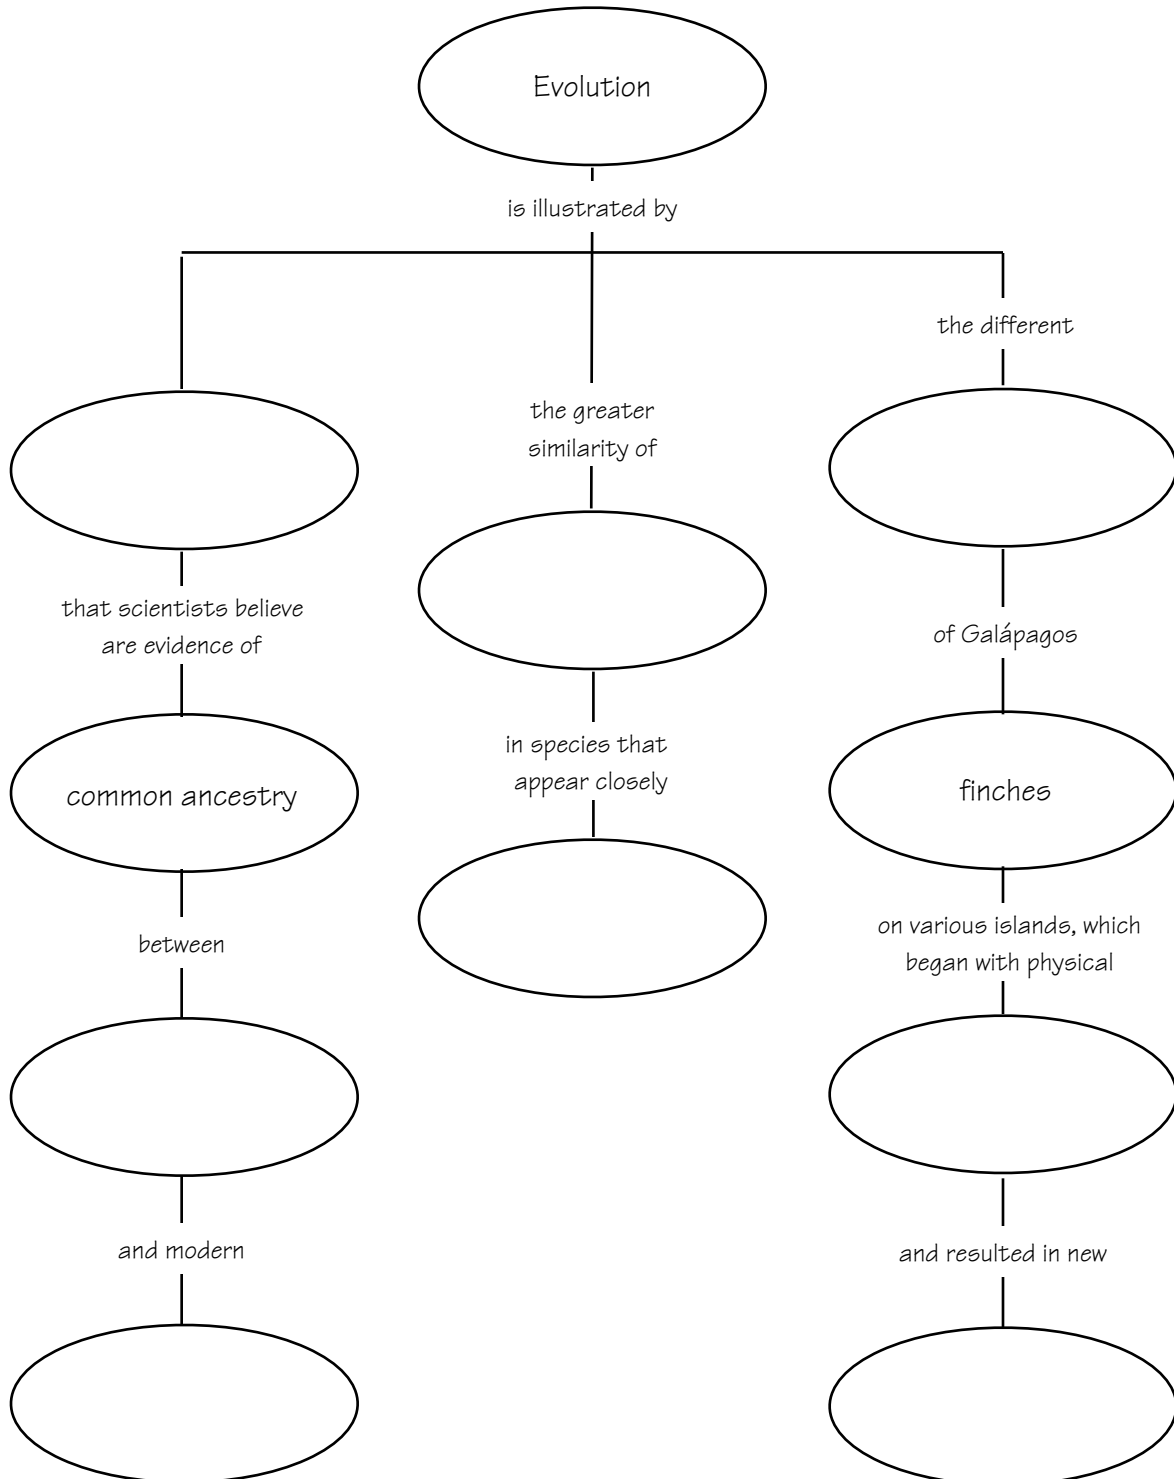 Evolution
is illustrated by
the different
the greater
similarity of
that scientists believe
are evidence of
of Galápagos
in species that
appear closely
common ancestry
finches
between
on various islands, which
began with physical
and modern
and resulted in new